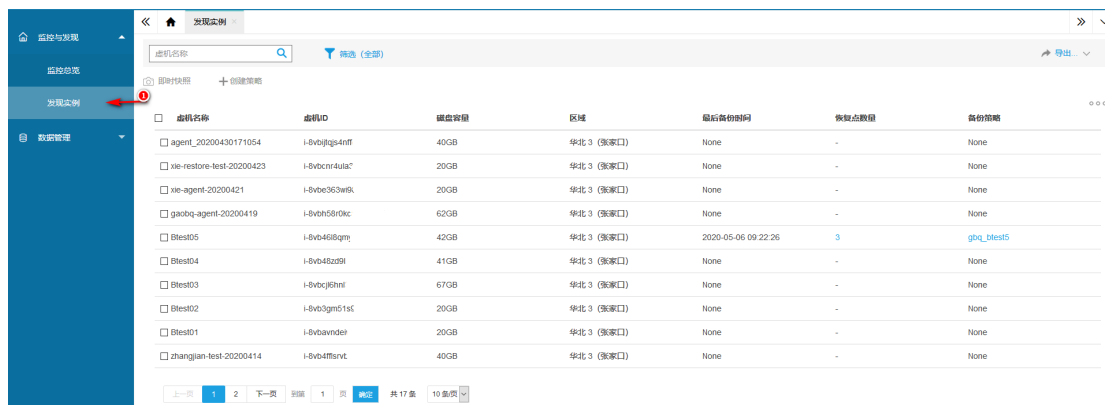 发现实例
监控与发现
监控总览
发现实例
数据管理
虚机名称
筛选 (全部)
导出...
即时快照 创建策略
1
虚机名称 虚机ID 磁盘容量 区域 最后备份时间 恢复点数量 备份策略
agent_20200430171054 i-8vbijtqjs4nff 40GB 华北 3 (张家口) None - None
xie-restore-test-20200423 20GB 华北 3 (张家口) None - None
xie-agent-20200421 20GB 华北 3 (张家口) None - None
gaobq-agent-20200419 i-8vbh58r0kc 62GB 华北 3 (张家口) None - None
Btest05 42GB 华北 3 (张家口) 2020-05-06 09:22:26 3 gbq_btest5
Btest04 41GB 华北 3 (张家口) None - None
Btest03 67GB 华北 3 (张家口) None - None
Btest02 20GB 华北 3 (张家口) None - None
Btest01 20GB 华北 3 (张家口) None - None
zhangjian-test-20200414 40GB 华北 3 (张家口) None - None
上一页 1 2 下一页 到第 1 页 确定 共 17 条 10 条/页